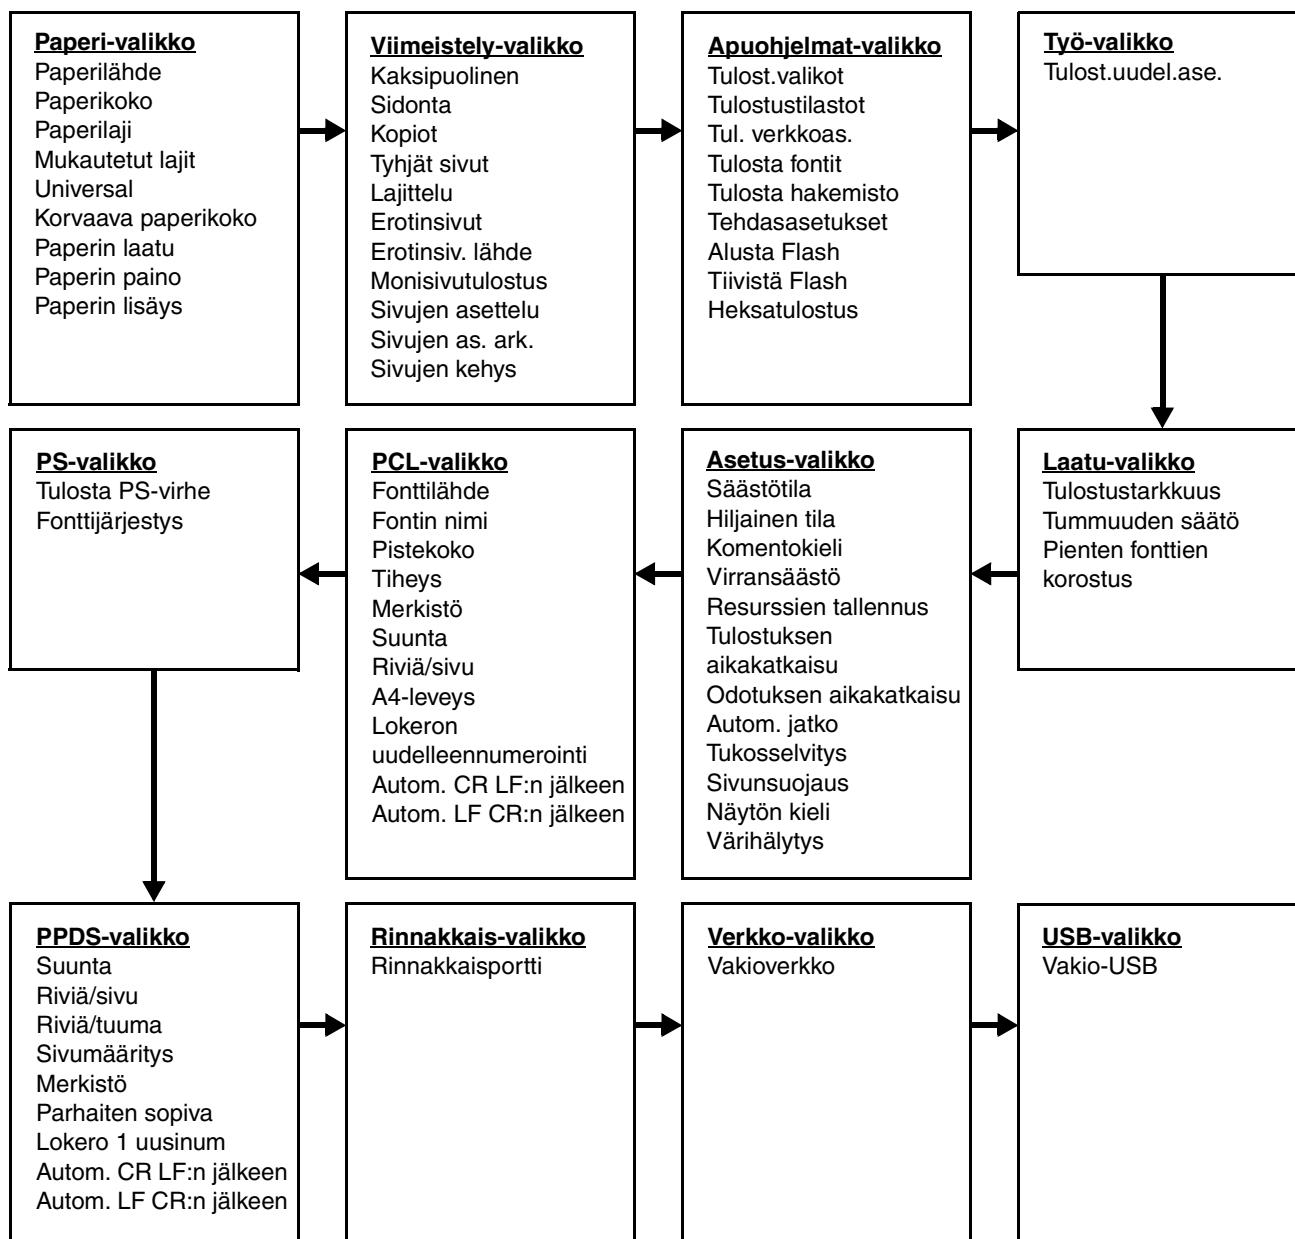 Paperi-valikko
Paperilähde
Paperikoko
Paperilaji
Mukautetut lajit
Universal
Korvaava paperikoko
Paperin laatu
Paperin paino
Paperin lisäys
Viimeistely-valikko
Kaksipuolinen
Sidonta
Kopiot
Tyhjät sivut
Lajittelu
Erotinsivut
Erotinsiv. lähde
Monisivutulostus
Sivujen asettelu
Sivujen as. ark.
Sivujen kehys
Apuohjelmat-valikko
Tulost.valikot
Tulostustilastot
Tul. verkkoas.
Tulosta fontit
Tulosta hakemisto
Tehdasasetukset
Alusta Flash
Tiivistä Flash
Heksatulostus
Työ-valikko
Tulost.uudel.ase.
Laatu-valikko
Tulostustarkkuus
Tummuuden säätö
Pienten fonttien
korostus
Asetus-valikko
Säästötila
Hiljainen tila
Komentokieli
Virransäästö
Resurssien tallennus
Tulostuksen
aikakatkaisu
Odotuksen aikakatkaisu
Autom. jatko
Tukosselvitys
Sivunsuojaus
Näytön kieli
Värihälytys
PCL-valikko
Fonttilähde
Fontin nimi
Pistekoko
Tiheys
Merkistö
Suunta
Riviä/sivu
A4-leveys
Lokeron
uudelleennumerointi
Autom. CR LF:n jälkeen
Autom. LF CR:n jälkeen
PS-valikko
Tulosta PS-virhe
Fonttijärjestys
PPDS-valikko
Suunta
Riviä/sivu
Riviä/tuuma
Sivumääritys
Merkistö
Parhaiten sopiva
Lokero 1 uusinum
Autom. CR LF:n jälkeen
Autom. LF CR:n jälkeen
Rinnakkais-valikko
Rinnakkaisportti
Verkko-valikko
Vakioverkko
USB-valikko
Vakio-USB